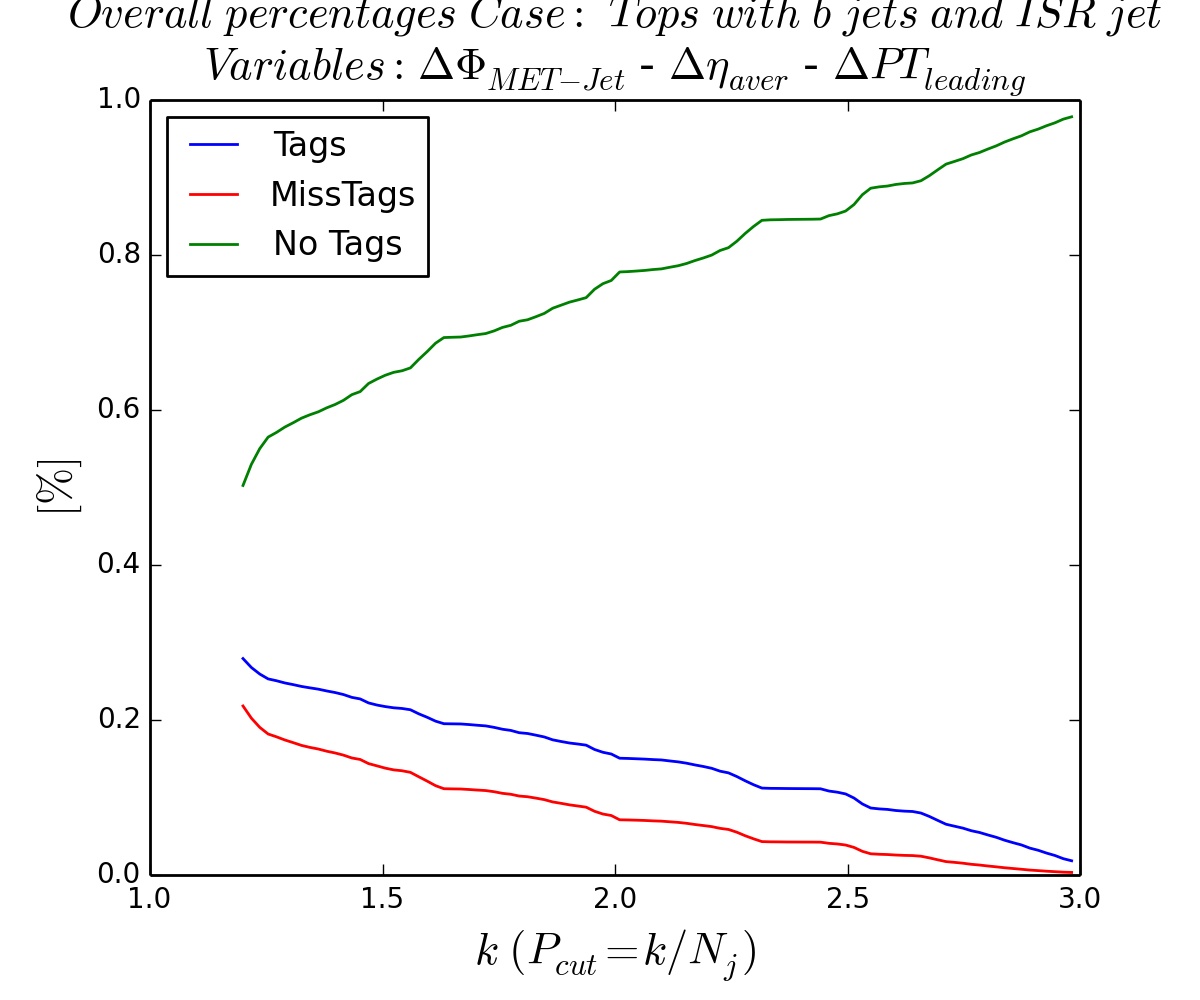 Overall percentages Case: Tops with b jets and ISR jet
Variables: ΔΦ_MET−Jet - Δη_aver - ΔPT_leading
1.0
Tags
MissTags
No Tags
0.8
0.6
[%]
0.4
0.2
0.0
1.0 1.5 2.0 2.5 3.0
k (P_cut = k/N_j)